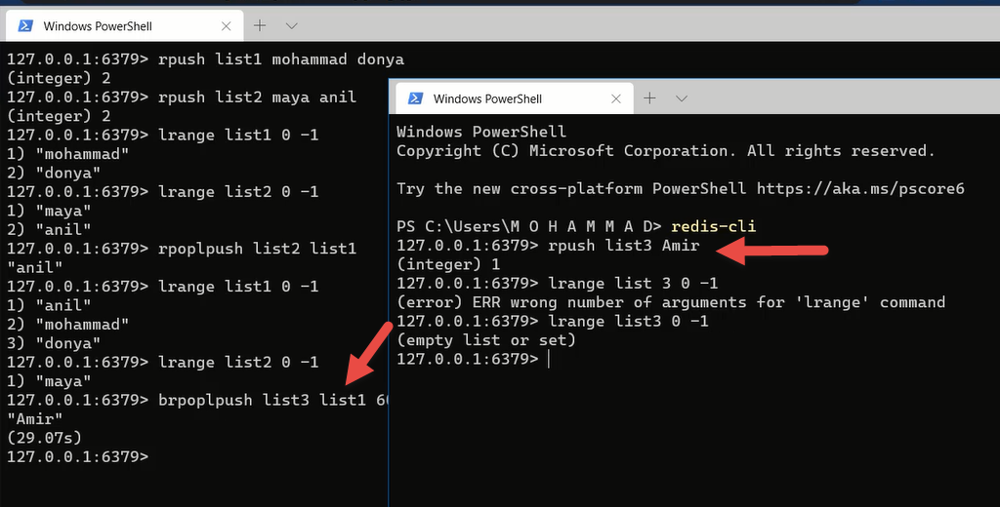 Windows PowerShell
127.0.0.1:6379> rpush list1 mohammad donya
(integer) 2
127.0.0.1:6379> rpush list2 maya anil
(integer) 2
127.0.0.1:6379> lrange list1 0 -1
1) "mohammad"
2) "donya"
127.0.0.1:6379> lrange list2 0 -1
1) "maya"
2) "anil"
127.0.0.1:6379> rpoplpush list2 list1
"anil"
127.0.0.1:6379> lrange list1 0 -1
1) "anil"
2) "mohammad"
3) "donya"
127.0.0.1:6379> lrange list2 0 -1
1) "maya"
127.0.0.1:6379> brpoplpush list3 list1 6
"Amir"
(29.07s)
127.0.0.1:6379>
Windows PowerShell
Windows PowerShell
Copyright (C) Microsoft Corporation. All rights reserved.
Try the new cross-platform PowerShell https://aka.ms/pscore6
PS C:\Users\M O H A M M A D> redis-cli
127.0.0.1:6379> rpush list3 Amir
(integer) 1
127.0.0.1:6379> lrange list 3 0 -1
(error) ERR wrong number of arguments for 'lrange' command
127.0.0.1:6379> lrange list3 0 -1
(empty list or set)
127.0.0.1:6379>